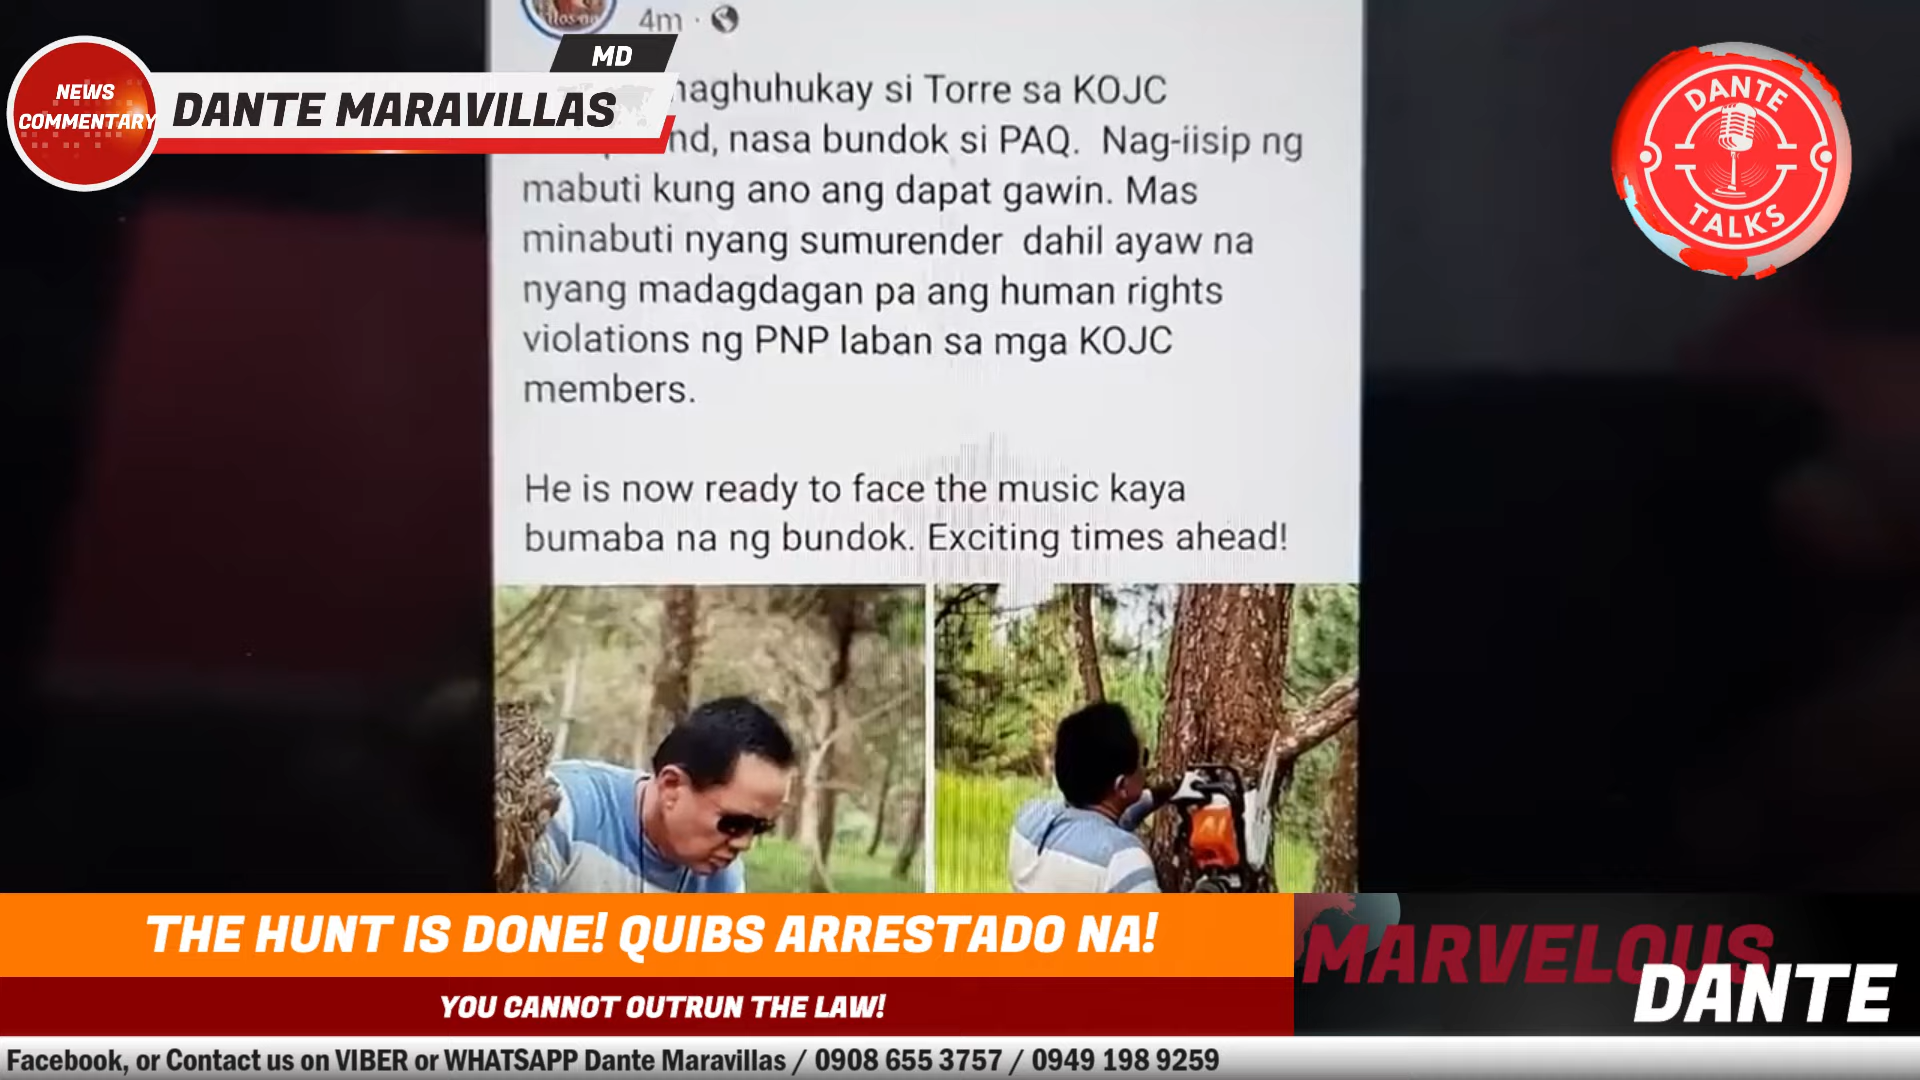 4m ·
MD
NEWS
COMMENTARY
DANTE MARAVILLAS
DANTE
TALKS
naghuhukay si Torre sa KOJC
nasa bundok si PAQ. Nag-iisip ng
mabuti kung ano ang dapat gawin. Mas
minabuti nyang sumurender dahil ayaw na
nyang madagdagan pa ang human rights
violations ng PNP laban sa mga KOJC
members.
He is now ready to face the music kaya
bumaba na ng bundok. Exciting times ahead!
THE HUNT IS DONE! QUIBS ARRESTADO NA!
YOU CANNOT OUTRUN THE LAW!
MARVELOUS
DANTE
Facebook, or Contact us on VIBER or WHATSAPP Dante Maravillas / 0908 655 3757 / 0949 198 9259